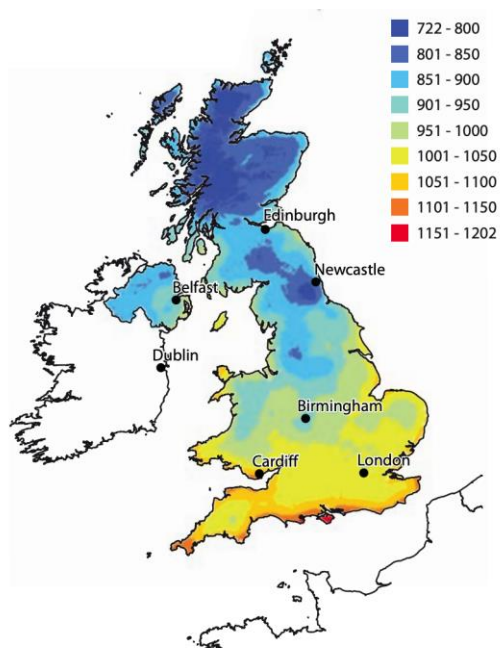 722 - 800
801 - 850
851 - 900
901 - 950
951 - 1000
1001 - 1050
1051 - 1100
1101 - 1150
1151 - 1202
Edinburgh
Newcastle
Belfast
Dublin
Birmingham
Cardiff
London